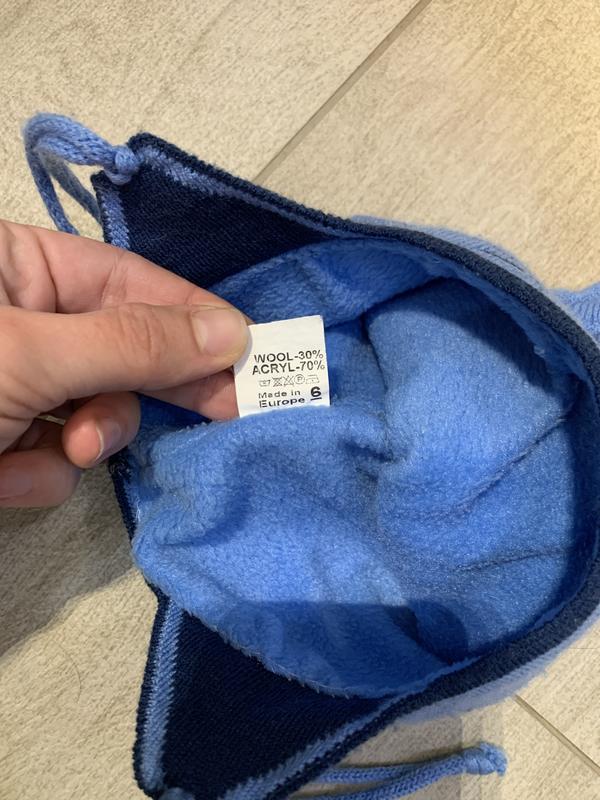 WOOL-30%
ACRYL-70%
Made in
Europe 6